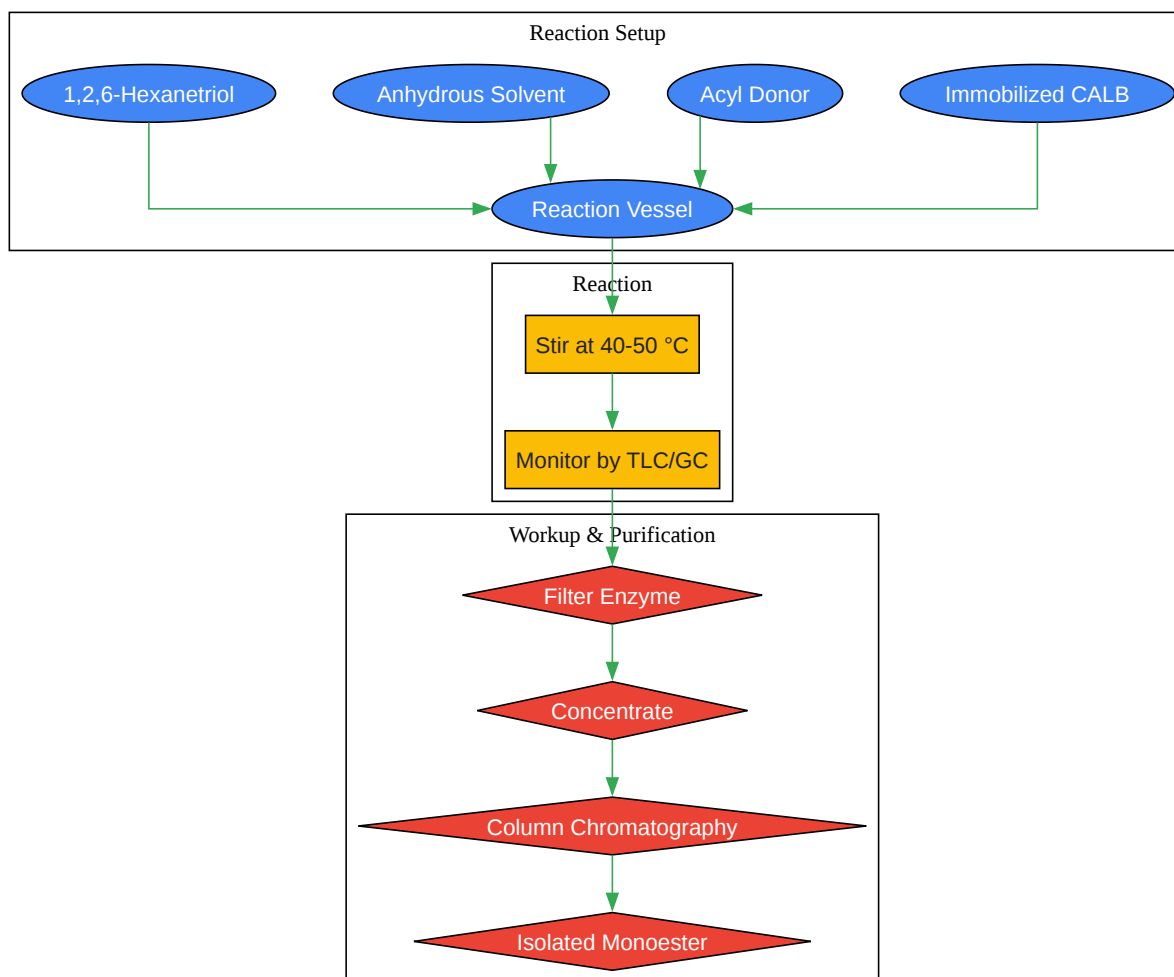 Reaction Setup
1,2,6-Hexanetriol
Anhydrous Solvent
Acyl Donor
Immobilized CALB
Reaction Vessel
Reaction
Stir at 40-50 °C
Monitor by TLC/GC
Workup & Purification
Filter Enzyme
Concentrate
Column Chromatography
Isolated Monoester